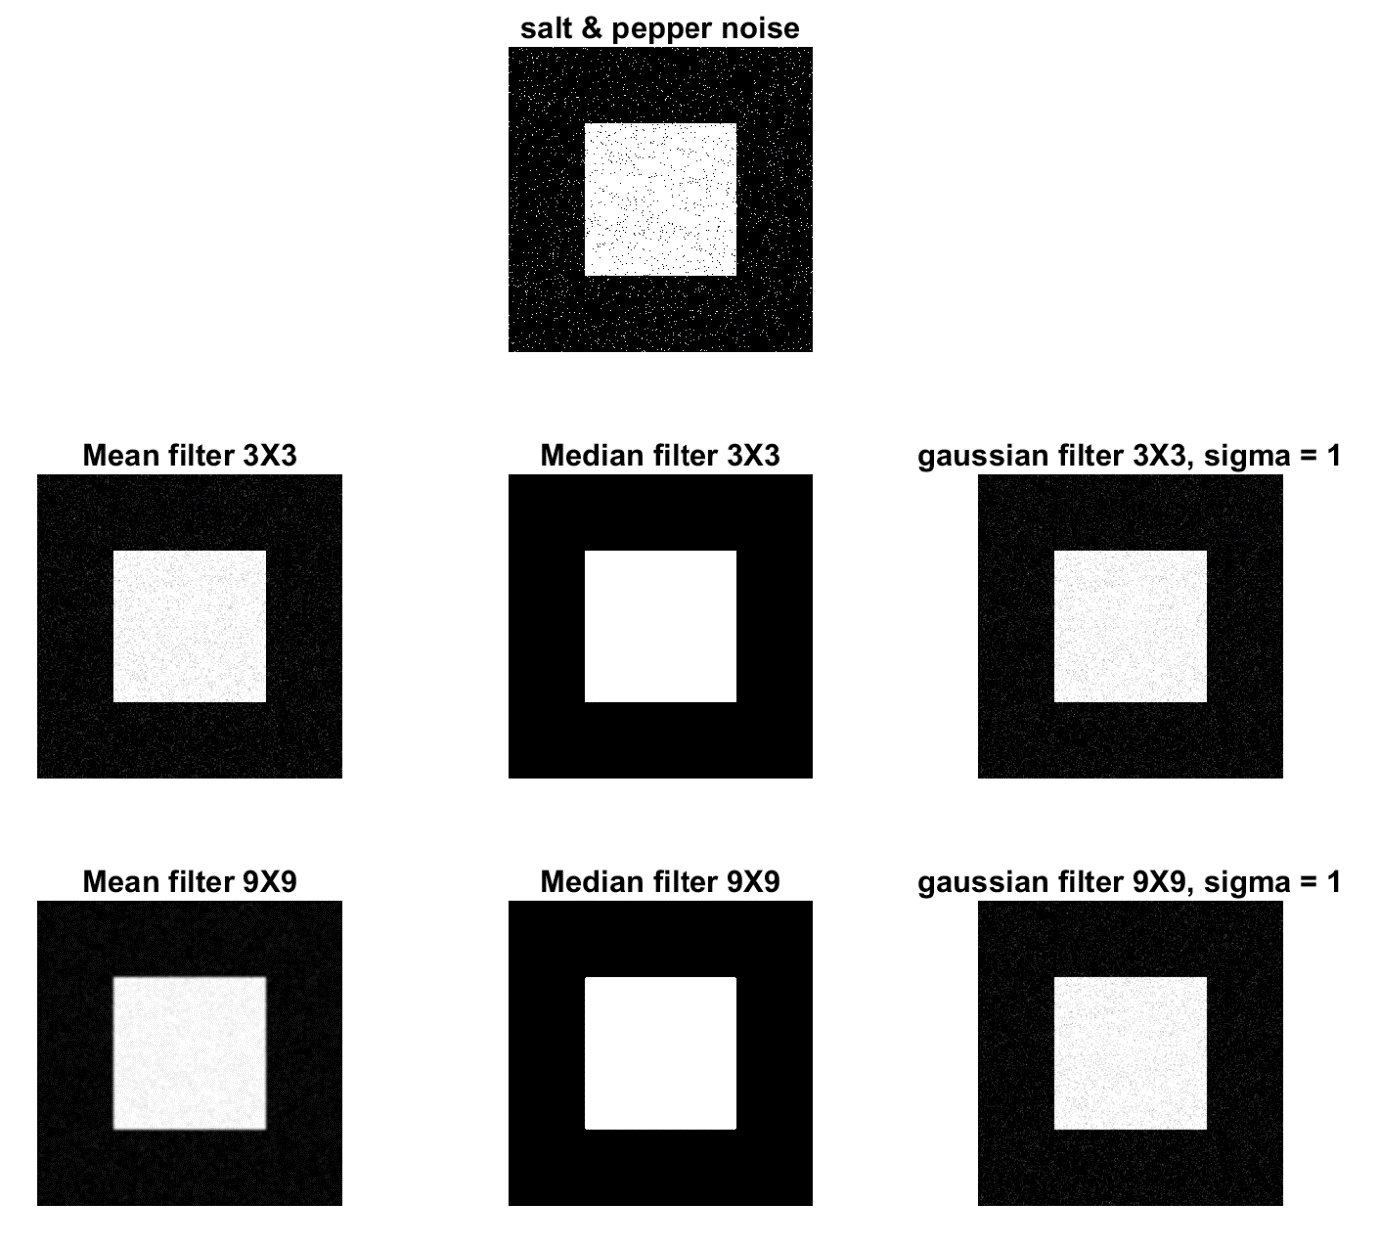 salt & pepper noise
Mean filter 3X3
Median filter 3X3
gaussian filter 3X3, sigma = 1
Mean filter 9X9
Median filter 9X9
gaussian filter 9X9, sigma = 1